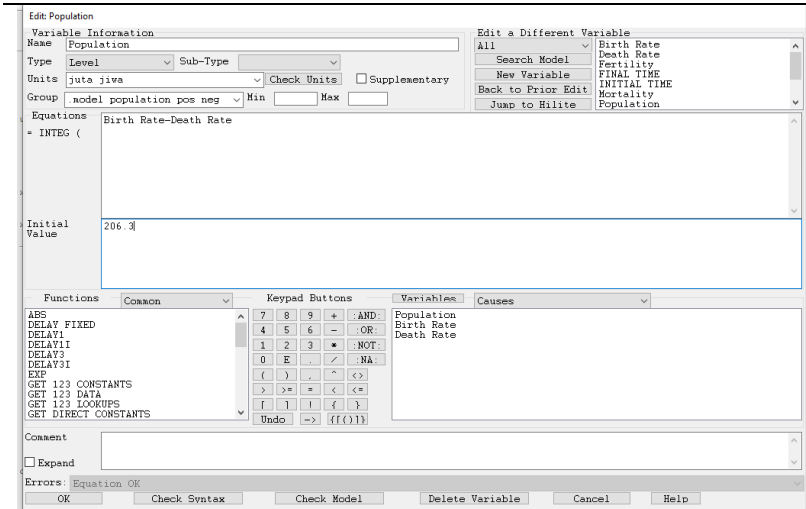 Edit: Population
Variable Information
Name Population
Type Level Sub-Type
Units juta jiwa Check Units Supplementary
Group .model population pos neg Min Max
Edit a Different Variable
All
Search Model
New Variable
Back to Prior Edit
Jump to Hilite
Birth Rate
Death Rate
Fertility
FINAL TIME
INITIAL TIME
Mortality
Population
Equations
= INTEG (
Birth Rate-Death Rate
Initial Value
206.3
Functions Common
ABS
DELAY FIXED
DELAY1
DELAY1I
DELAY3
DELAY3I
EXP
GET 123 CONSTANTS
GET 123 DATA
GET 123 LOOKUPS
GET DIRECT CONSTANTS
Keypad Buttons
7 8 9 + :AND:
4 5 6 - :OR:
1 2 3 * :NOT:
0 E . / :NA:
( ) , ^ <>
> >= = < <=
[ ] ! { }
Undo -> {[()]}
Variables Causes
Population
Birth Rate
Death Rate
Comment
Expand
Errors: Equation OK
OK Check Syntax Check Model Delete Variable Cancel Help